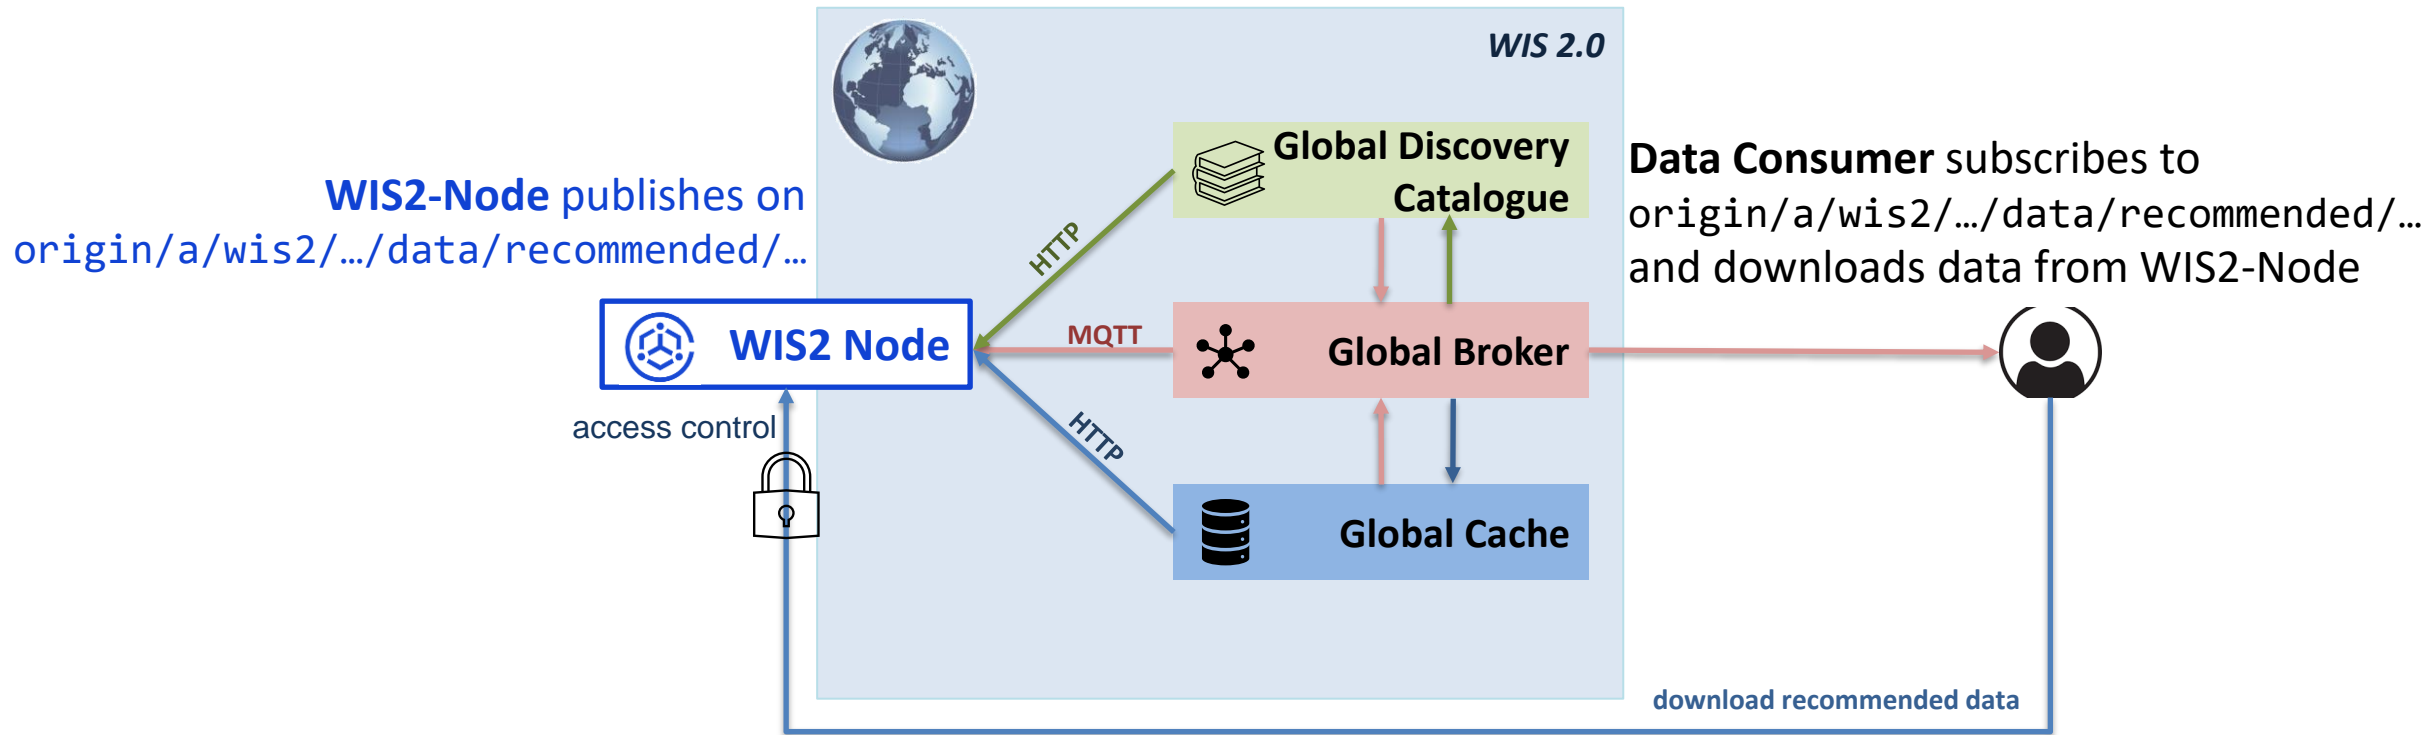 WIS 2.0
Global Discovery
Catalogue
WIS2-Node publishes on
origin/a/wis2/…/data/recommended/…
Data Consumer subscribes to
origin/a/wis2/…/data/recommended/…
and downloads data from WIS2-Node
HTTP
WIS2 Node
MQTT
Global Broker
access control
HTTP
Global Cache
download recommended data